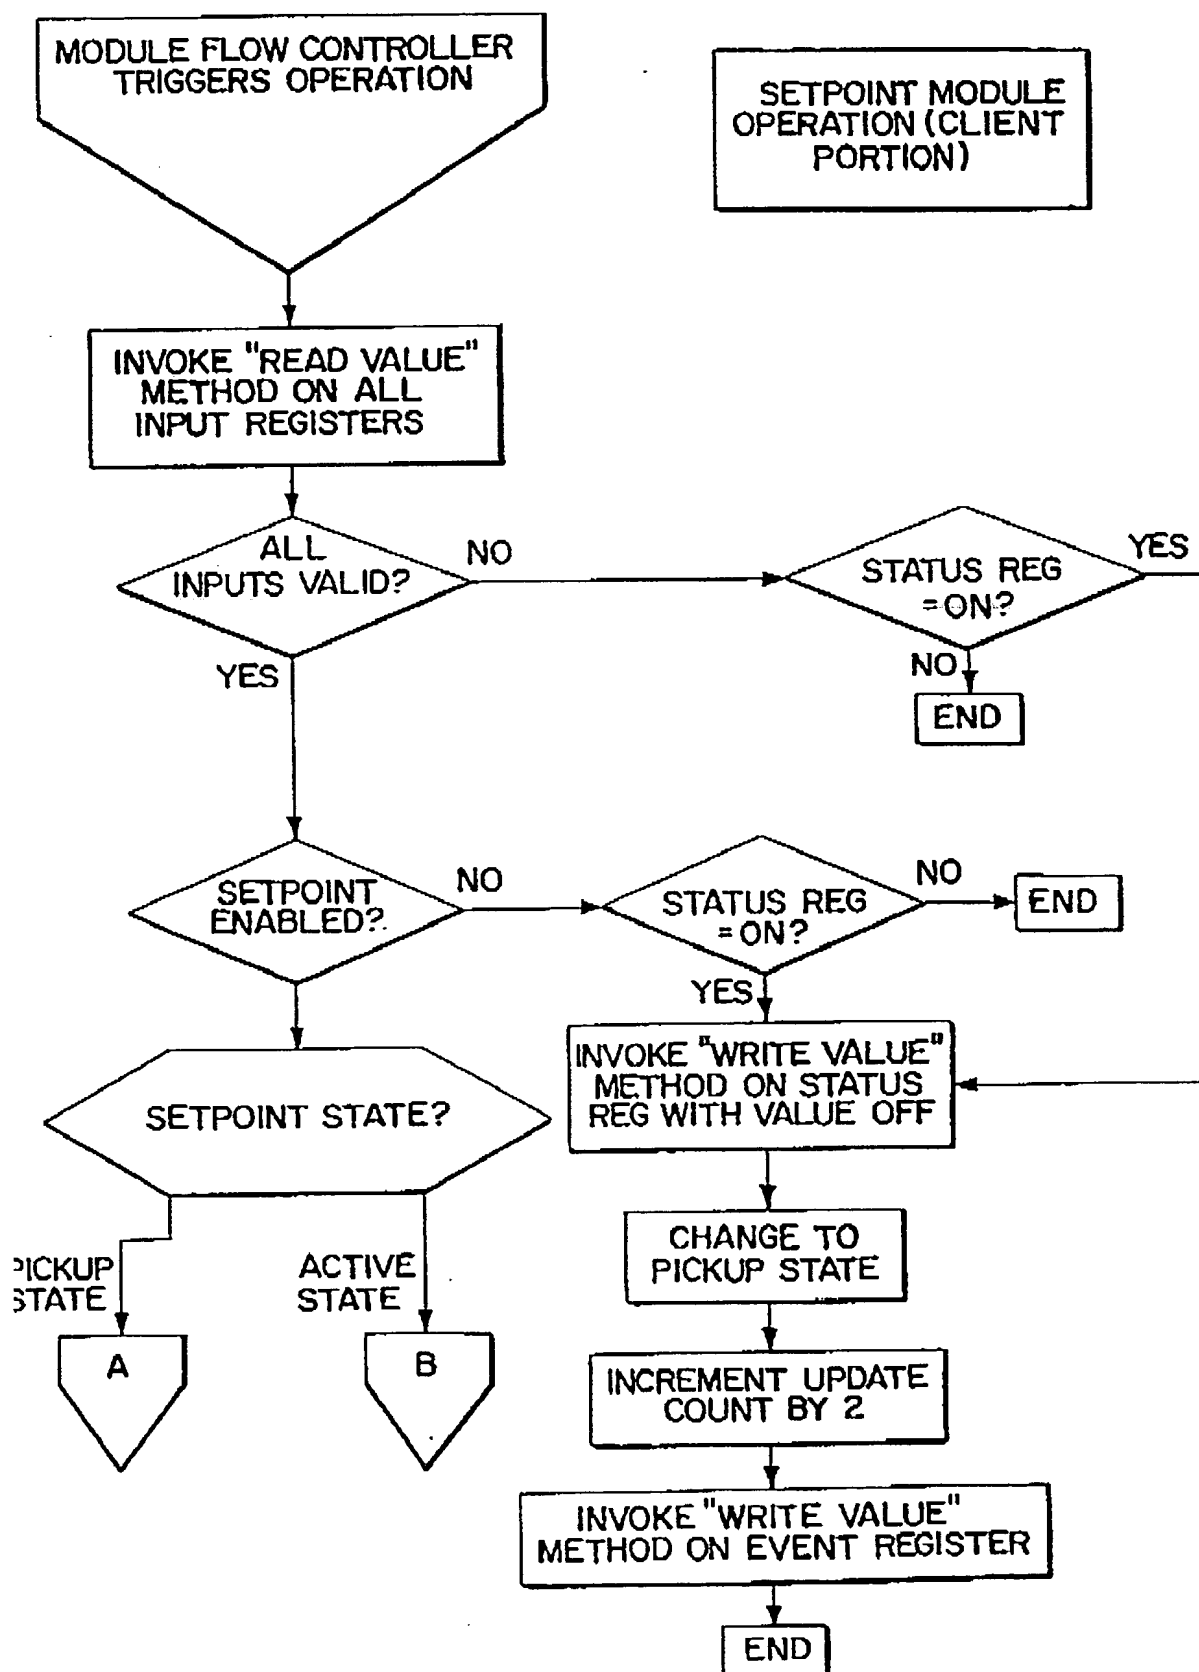 MODULE FLOW CONTROLLER
TRIGGERS OPERATION
SETPOINT MODULE
OPERATION (CLIENT
PORTION)
INVOKE "READ VALUE"
METHOD ON ALL
INPUT REGISTERS
ALL
INPUTS VALID?
NO
STATUS REG
=ON?
YES
YES
NO
END
SETPOINT
ENABLED?
NO
STATUS REG
=ON?
NO
END
YES
INVOKE "WRITE VALUE"
METHOD ON STATUS
REG WITH VALUE OFF
SETPOINT STATE?
CHANGE TO
PICKUP STATE
PICKUP
STATE
ACTIVE
STATE
A
B
INCREMENT UPDATE
COUNT BY 2
INVOKE "WRITE VALUE"
METHOD ON EVENT REGISTER
END